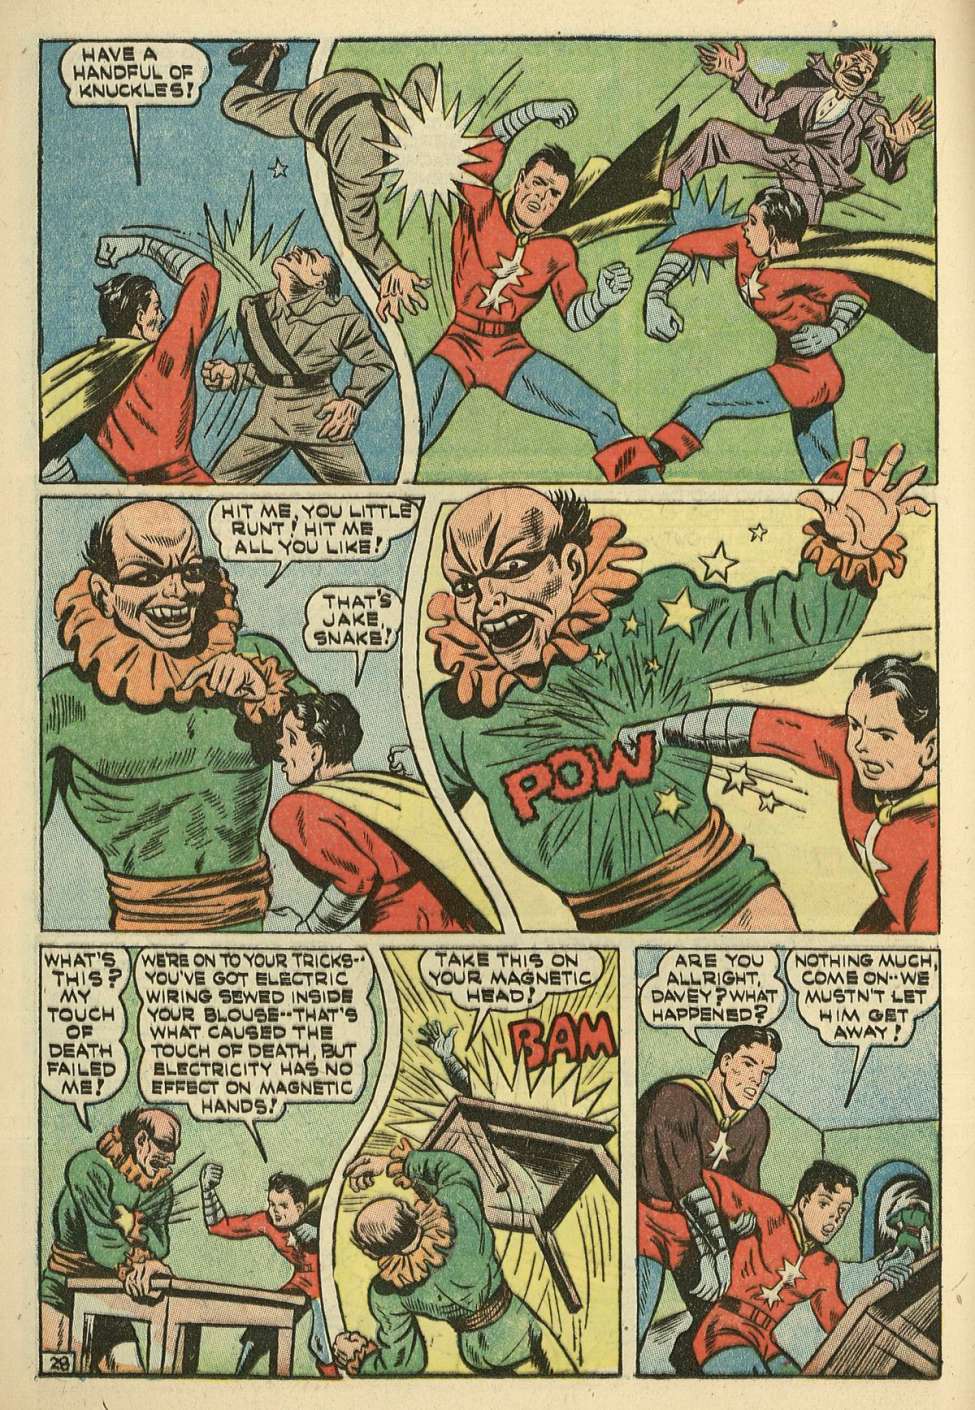 HAVE A
HANDFUL OF
KNUCKLES!
HIT ME, YOU LITTLE
RUNT! HIT ME
ALL YOU LIKE!
THAT'S
JAKE,
SNAKE!
POW
WHAT'S
THIS?
MY
TOUCH
OF
DEATH
FAILED
ME!
WE'RE ON TO YOUR TRICKS--
YOU'VE GOT ELECTRIC
WIRING SEWED INSIDE
YOUR BLOUSE--THAT'S
WHAT CAUSED THE
TOUCH OF DEATH, BUT
ELECTRICITY HAS NO
EFFECT ON MAGNETIC
HANDS!
TAKE THIS ON
YOUR MAGNETIC
HEAD!
BAM
ARE YOU
ALLRIGHT,
DAVEY? WHAT
HAPPENED?
NOTHING MUCH,
COME ON--WE
MUSTN'T LET
HIM GET
AWAY!
28